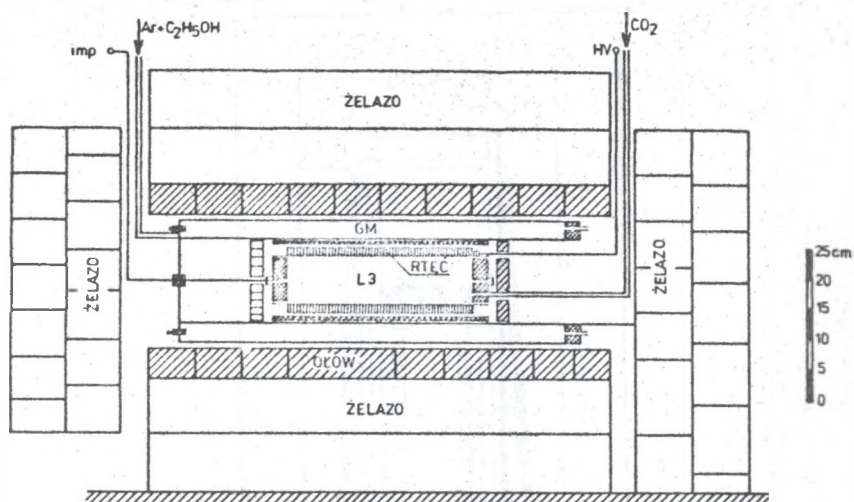 Ar+C₂H₅OH
CO₂
imp
HV
ŻELAZO
GM
RTĘĆ
L3
ŻELAZO
ŻELAZO
25cm
20
15
10
5
0
OŁÓW
ŻELAZO